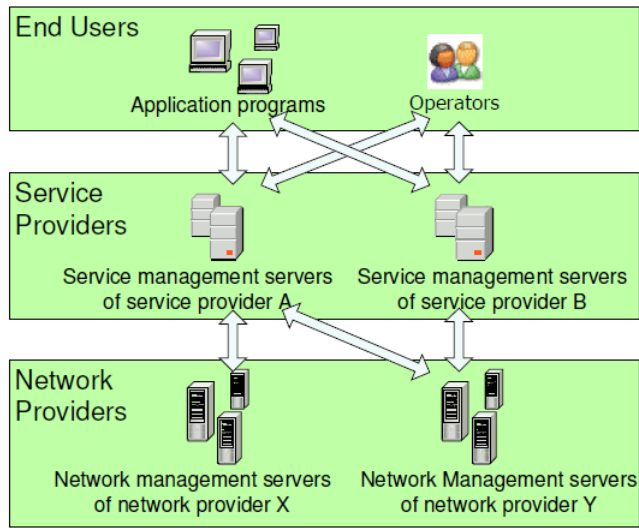 End Users
Application programs
Operators
Service
Providers
Service management servers
of service provider A
Service management servers
of service provider B
Network
Providers
Network management servers
of network provider X
Network Management servers
of network provider Y